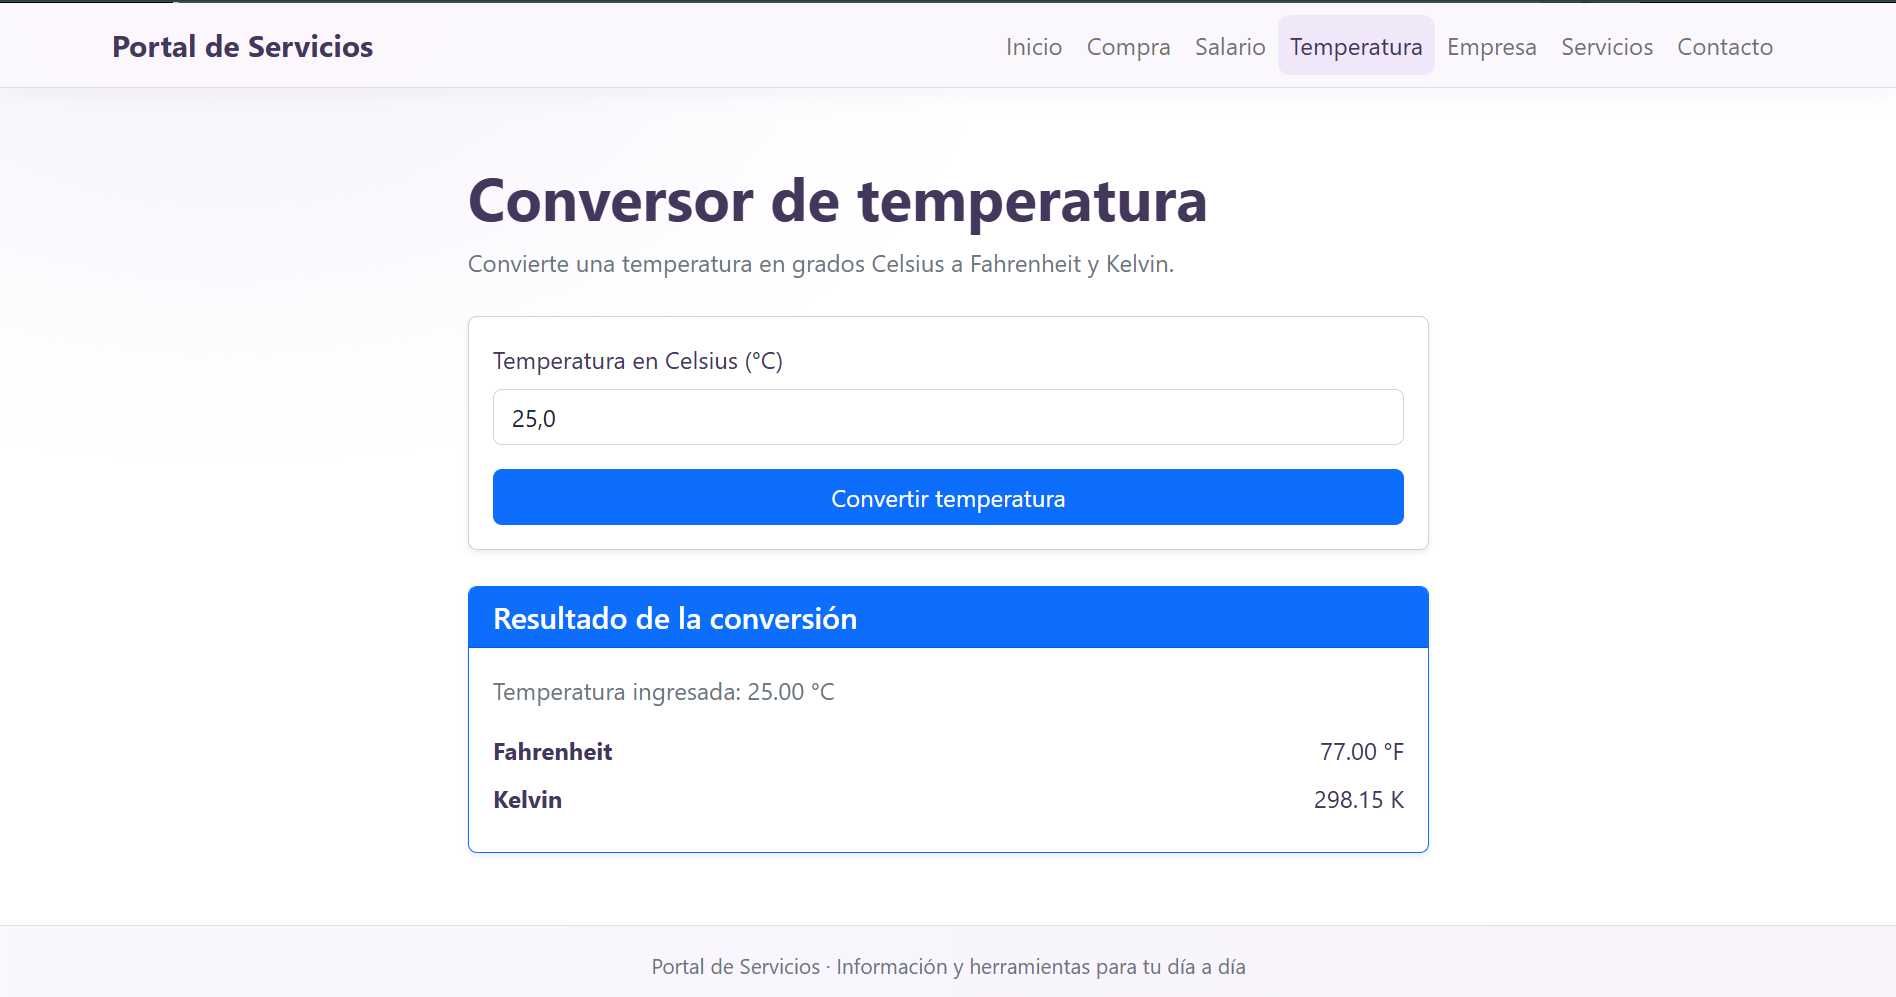 Portal de Servicios
Inicio Compra Salario Temperatura Empresa Servicios Contacto
Conversor de temperatura
Convierte una temperatura en grados Celsius a Fahrenheit y Kelvin.
Temperatura en Celsius (°C)
25,0
Convertir temperatura
Resultado de la conversión
Temperatura ingresada: 25.00 °C
Fahrenheit 77.00 °F
Kelvin 298.15 K
Portal de Servicios · Información y herramientas para tu día a día